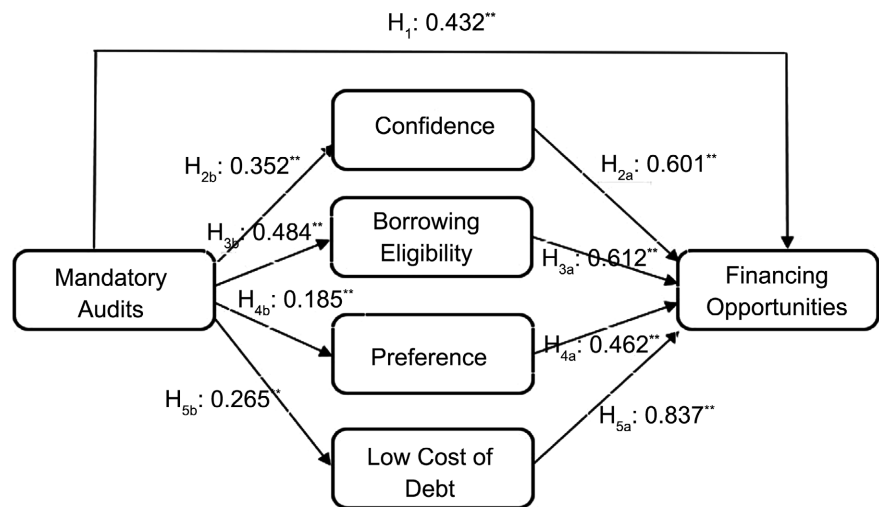 H1: 0.432**
Confidence
H2b: 0.352**
H2a: 0.601**
Borrowing
Eligibility
H3b: 0.484**
H3a: 0.612**
Mandatory
Audits
Financing
Opportunities
H4b: 0.185**
Preference
H4a: 0.462**
H5b: 0.265**
H5a: 0.837**
Low Cost of
Debt